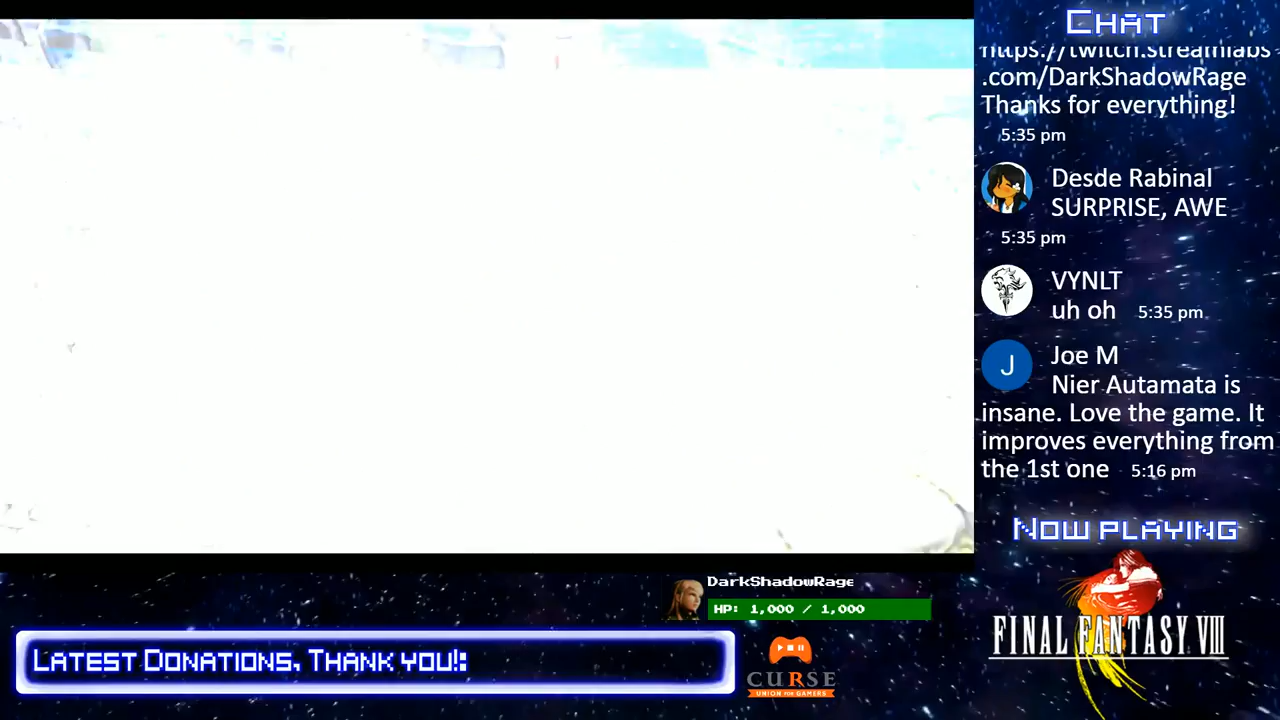 CHAT
https://twitch.streamlabs
.com/DarkShadowRage
Thanks for everything!
5:35 pm
Desde Rabinal
SURPRISE, AWE
5:35 pm
VYNLT
uh oh 5:35 pm
J
Joe M
Nier Autamata is
insane. Love the game. It
improves everything from
the 1st one 5:16 pm
NOW PLAYING
FINAL FANTASY VIII
DarkShadowRage
HP: 1,000 / 1,000
LATEST DONATIONS, THANK YOU!:
CURSE
UNION FOR GAMERS